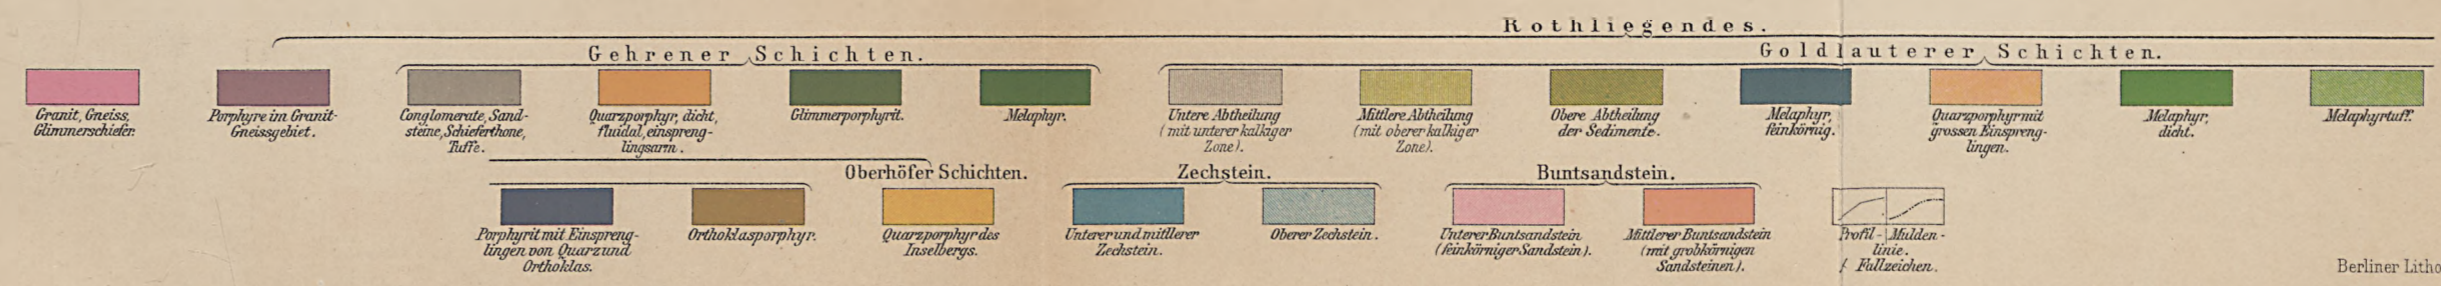 Rothliegendes.
Gehrener Schichten.
Goldlauterer Schichten.
Granit, Gneiss,
Glimmerschiefer.
Porphyre im Granit-
Gneissgebiet.
Conglomerate, Sand-
steine, Schieferthone,
Tuffe.
Quarzporphyr, dicht,
fluidal, einspreng-
lingsarm.
Glimmerporphyrit.
Melaphyr.
Untere Abtheilung
(mit unterer kalkiger
Zone).
Mittlere Abtheilung
(mit oberer kalkiger
Zone).
Obere Abtheilung
der Sedimente.
Melaphyr,
feinkörnig.
Quarzporphyr mit
grossen Einspreng-
lingen.
Melaphyr,
dicht.
Melaphyrtuff.
Oberhöfer Schichten.
Zechstein.
Buntsandstein.
Porphyrit mit Einspreng-
lingen von Quarz und
Orthoklas.
Orthoklasporphyr.
Quarzporphyr des
Inselbergs.
Unterer und mittllerer
Zechstein.
Oberer Zechstein.
Unterer Buntsandstein
(feinkörniger Sandstein).
Mittlerer Buntsandstein
(mit grobkörnigen
Sandsteinen).
Profil- Mulden-
linie.
Fallzeichen.
Berliner Litho